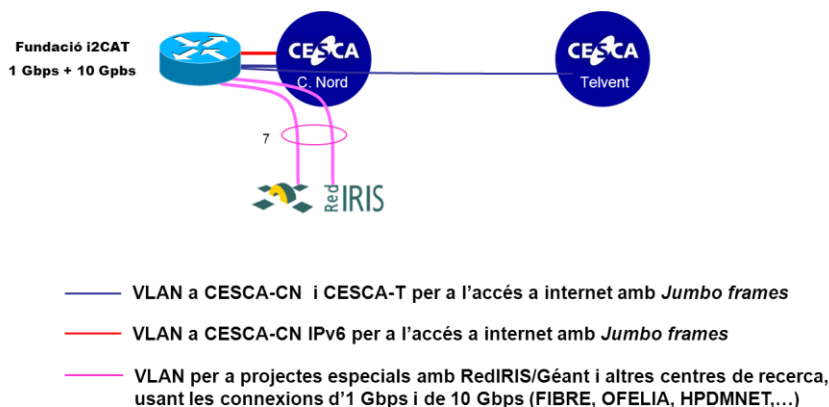 Fundació i2CAT
1 Gbps + 10 Gpbs
CESCA
C. Nord
CESCA
Telvent
7
RedIRIS
VLAN a CESCA-CN i CESCA-T per a l'accés a internet amb Jumbo frames
VLAN a CESCA-CN IPv6 per a l'accés a internet amb Jumbo frames
VLAN per a projectes especials amb RedIRIS/Géant i altres centres de recerca,
usant les connexions d'1 Gbps i de 10 Gbps (FIBRE, OFELIA, HPDMNET,...)